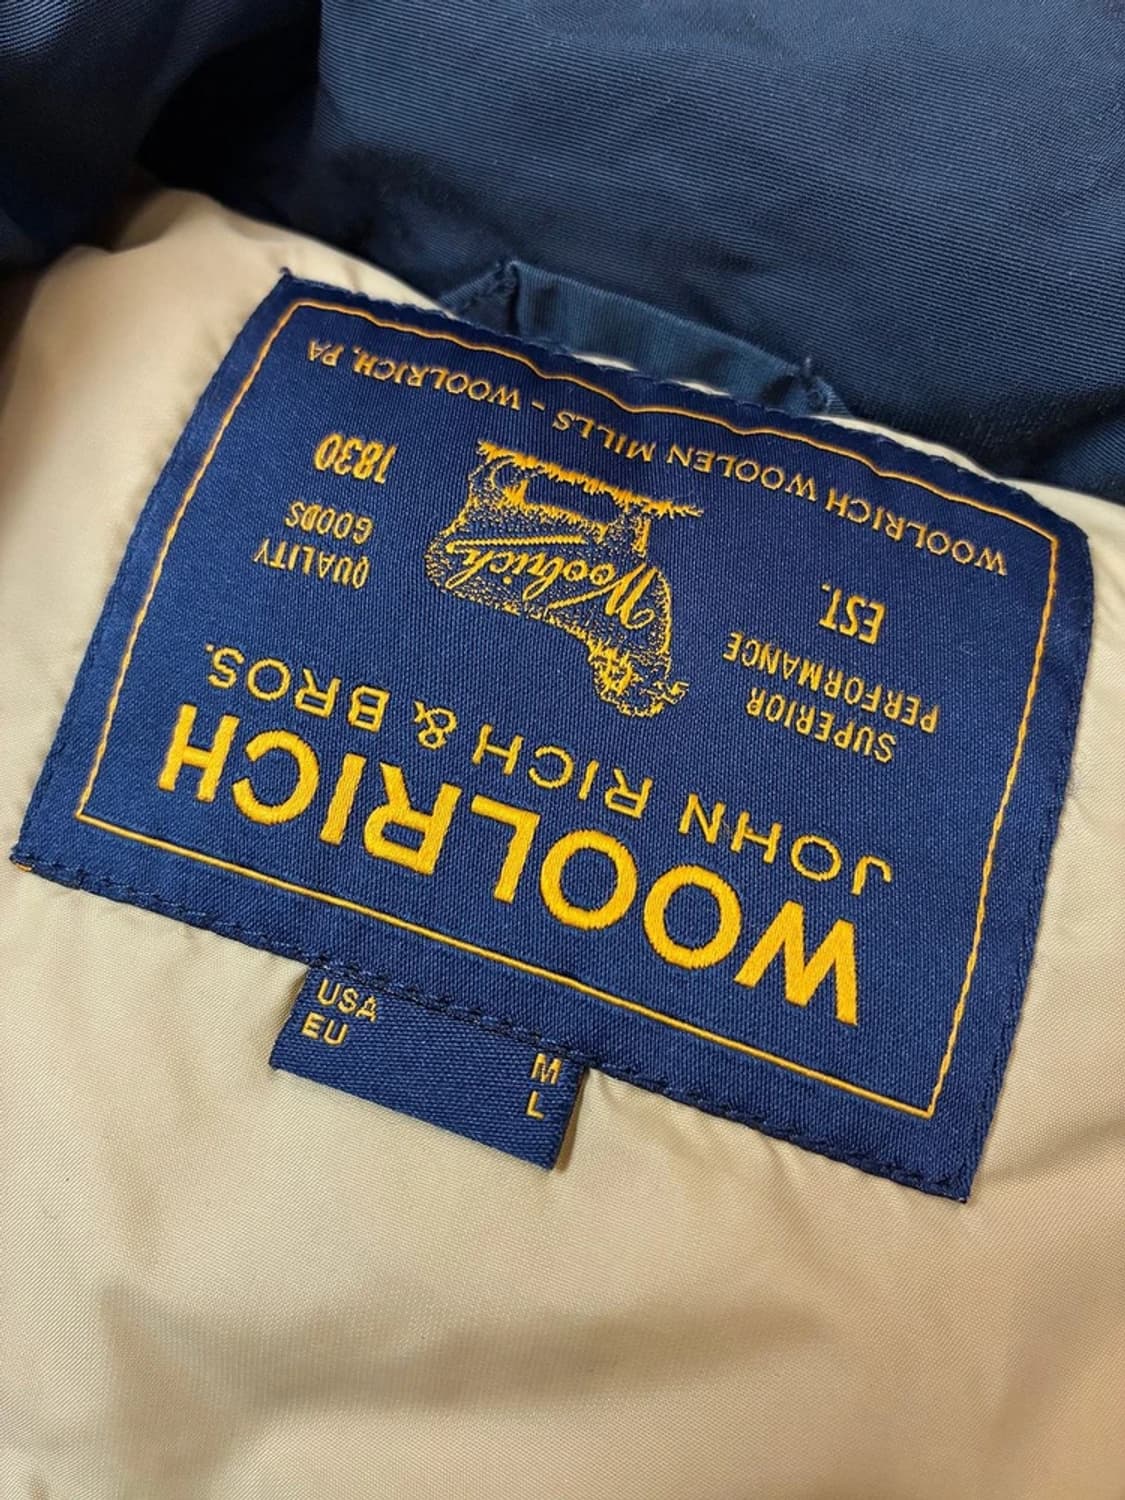 WOOLRICH
JOHN RICH & BROS.
SUPERIOR
PERFORMANCE
Woolrich
QUALITY
GOODS
EST. 1830
WOOLRICH WOOLEN MILLS - WOOLRICH, PA
USA M
EU L